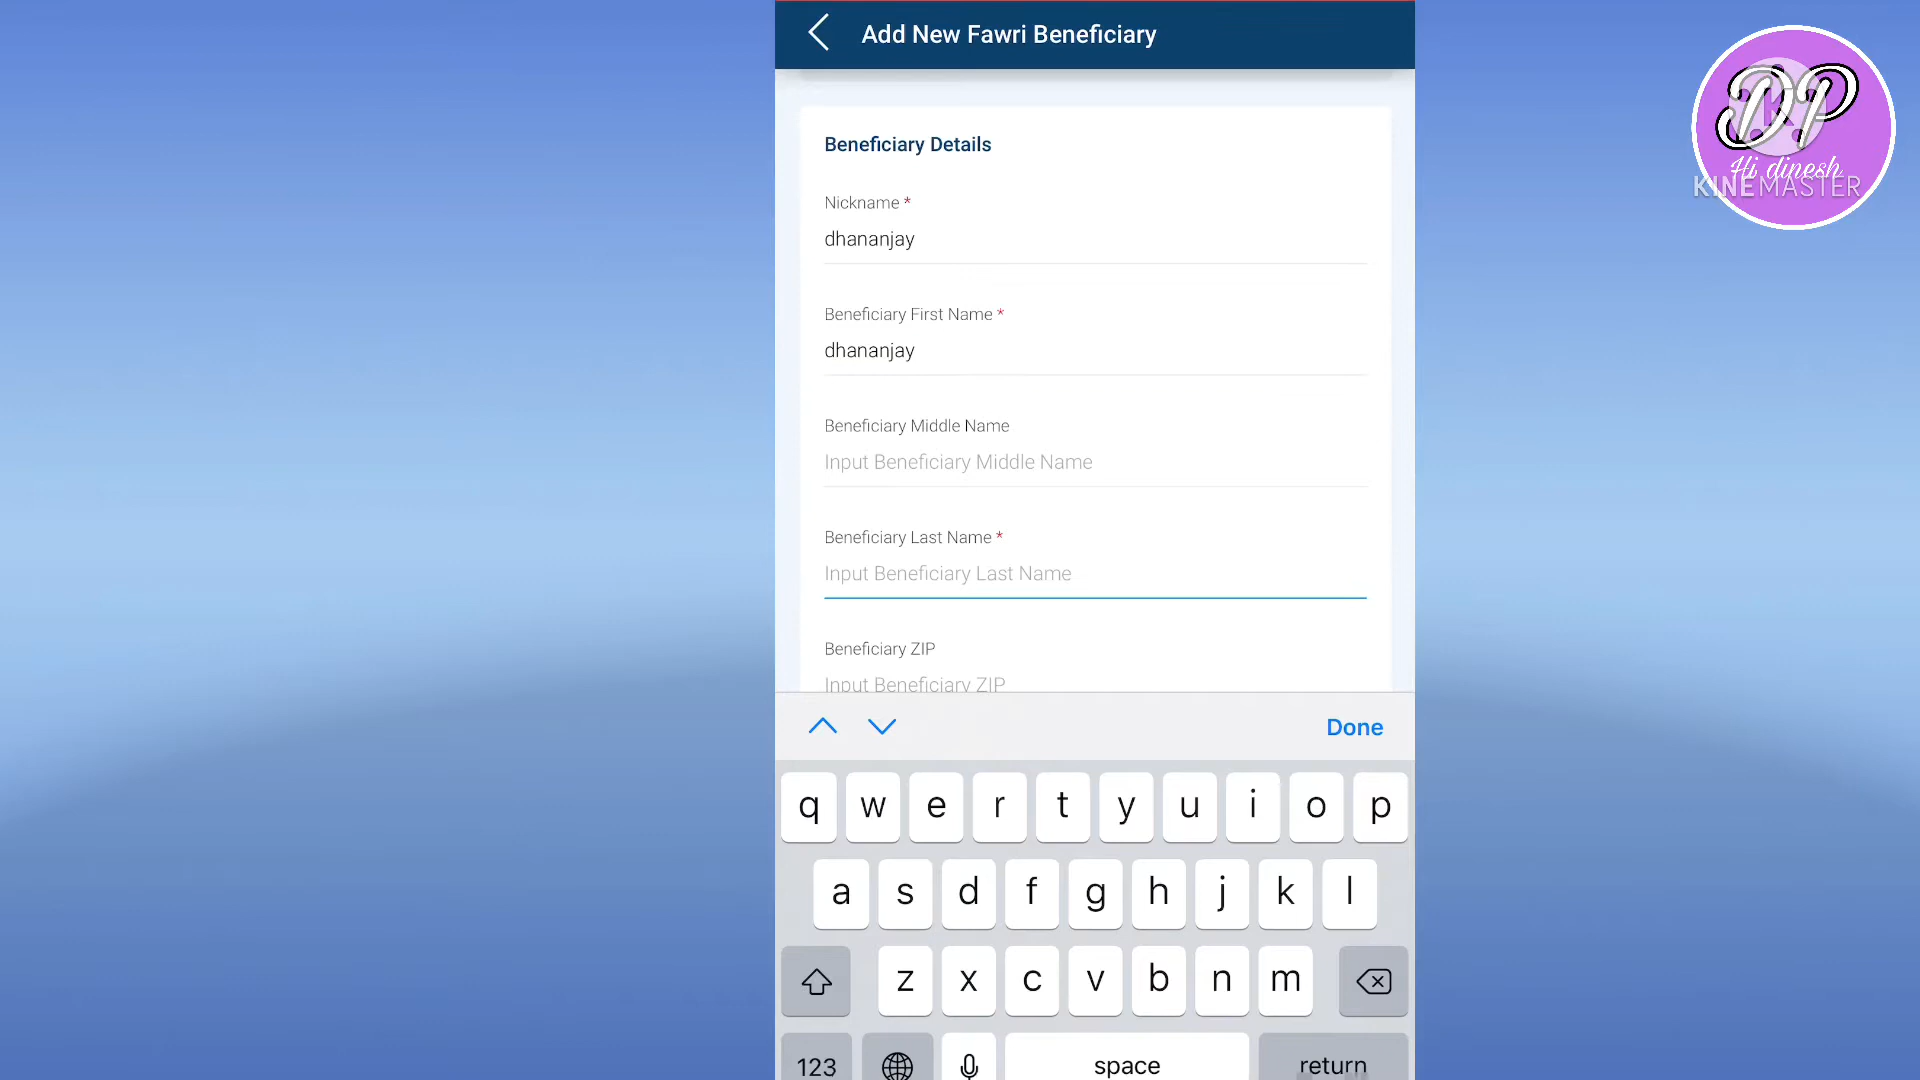 Add New Fawri Beneficiary
DP
Hi dinesh
KINEMASTER
Beneficiary Details
Nickname *
dhananjay
Beneficiary First Name *
dhananjay
Beneficiary Middle Name
Input Beneficiary Middle Name
Beneficiary Last Name *
Input Beneficiary Last Name
Beneficiary ZIP
Input Beneficiary ZIP
Done
q w e r t y u i o p
a s d f g h j k l
z x c v b n m
123 space return